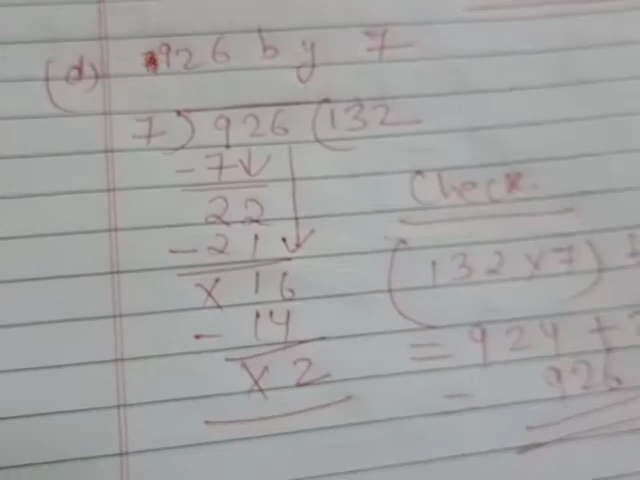 (d) 926 by 7
7) 926 (132
- 7↓
22
- 21↓
x 16
- 14
x 2
Check
(132 x 7)
= 924 +
- 926